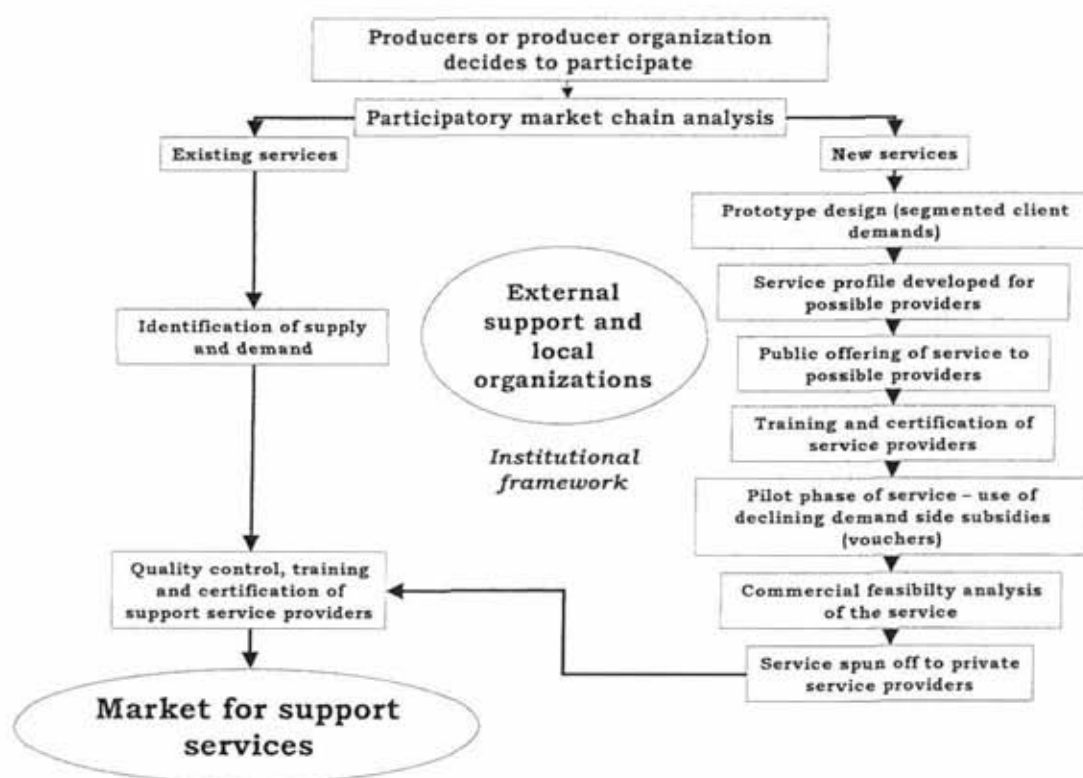 Producers or producer organization
decides to participate
Participatory market chain analysis
Existing services
New services
Prototype design (segmented client
demands)
Service profile developed for
possible providers
Public offering of service to
possible providers
Training and certification of
service providers
Pilot phase of service – use of
declining demand side subsidies
(vouchers)
Commercial feasibilty analysis
of the service
Service spun off to private
service providers
External
support and
local
organizations
Institutional
framework
Identification of supply
and demand
Quality control, training
and certification of
support service providers
Market for support
services